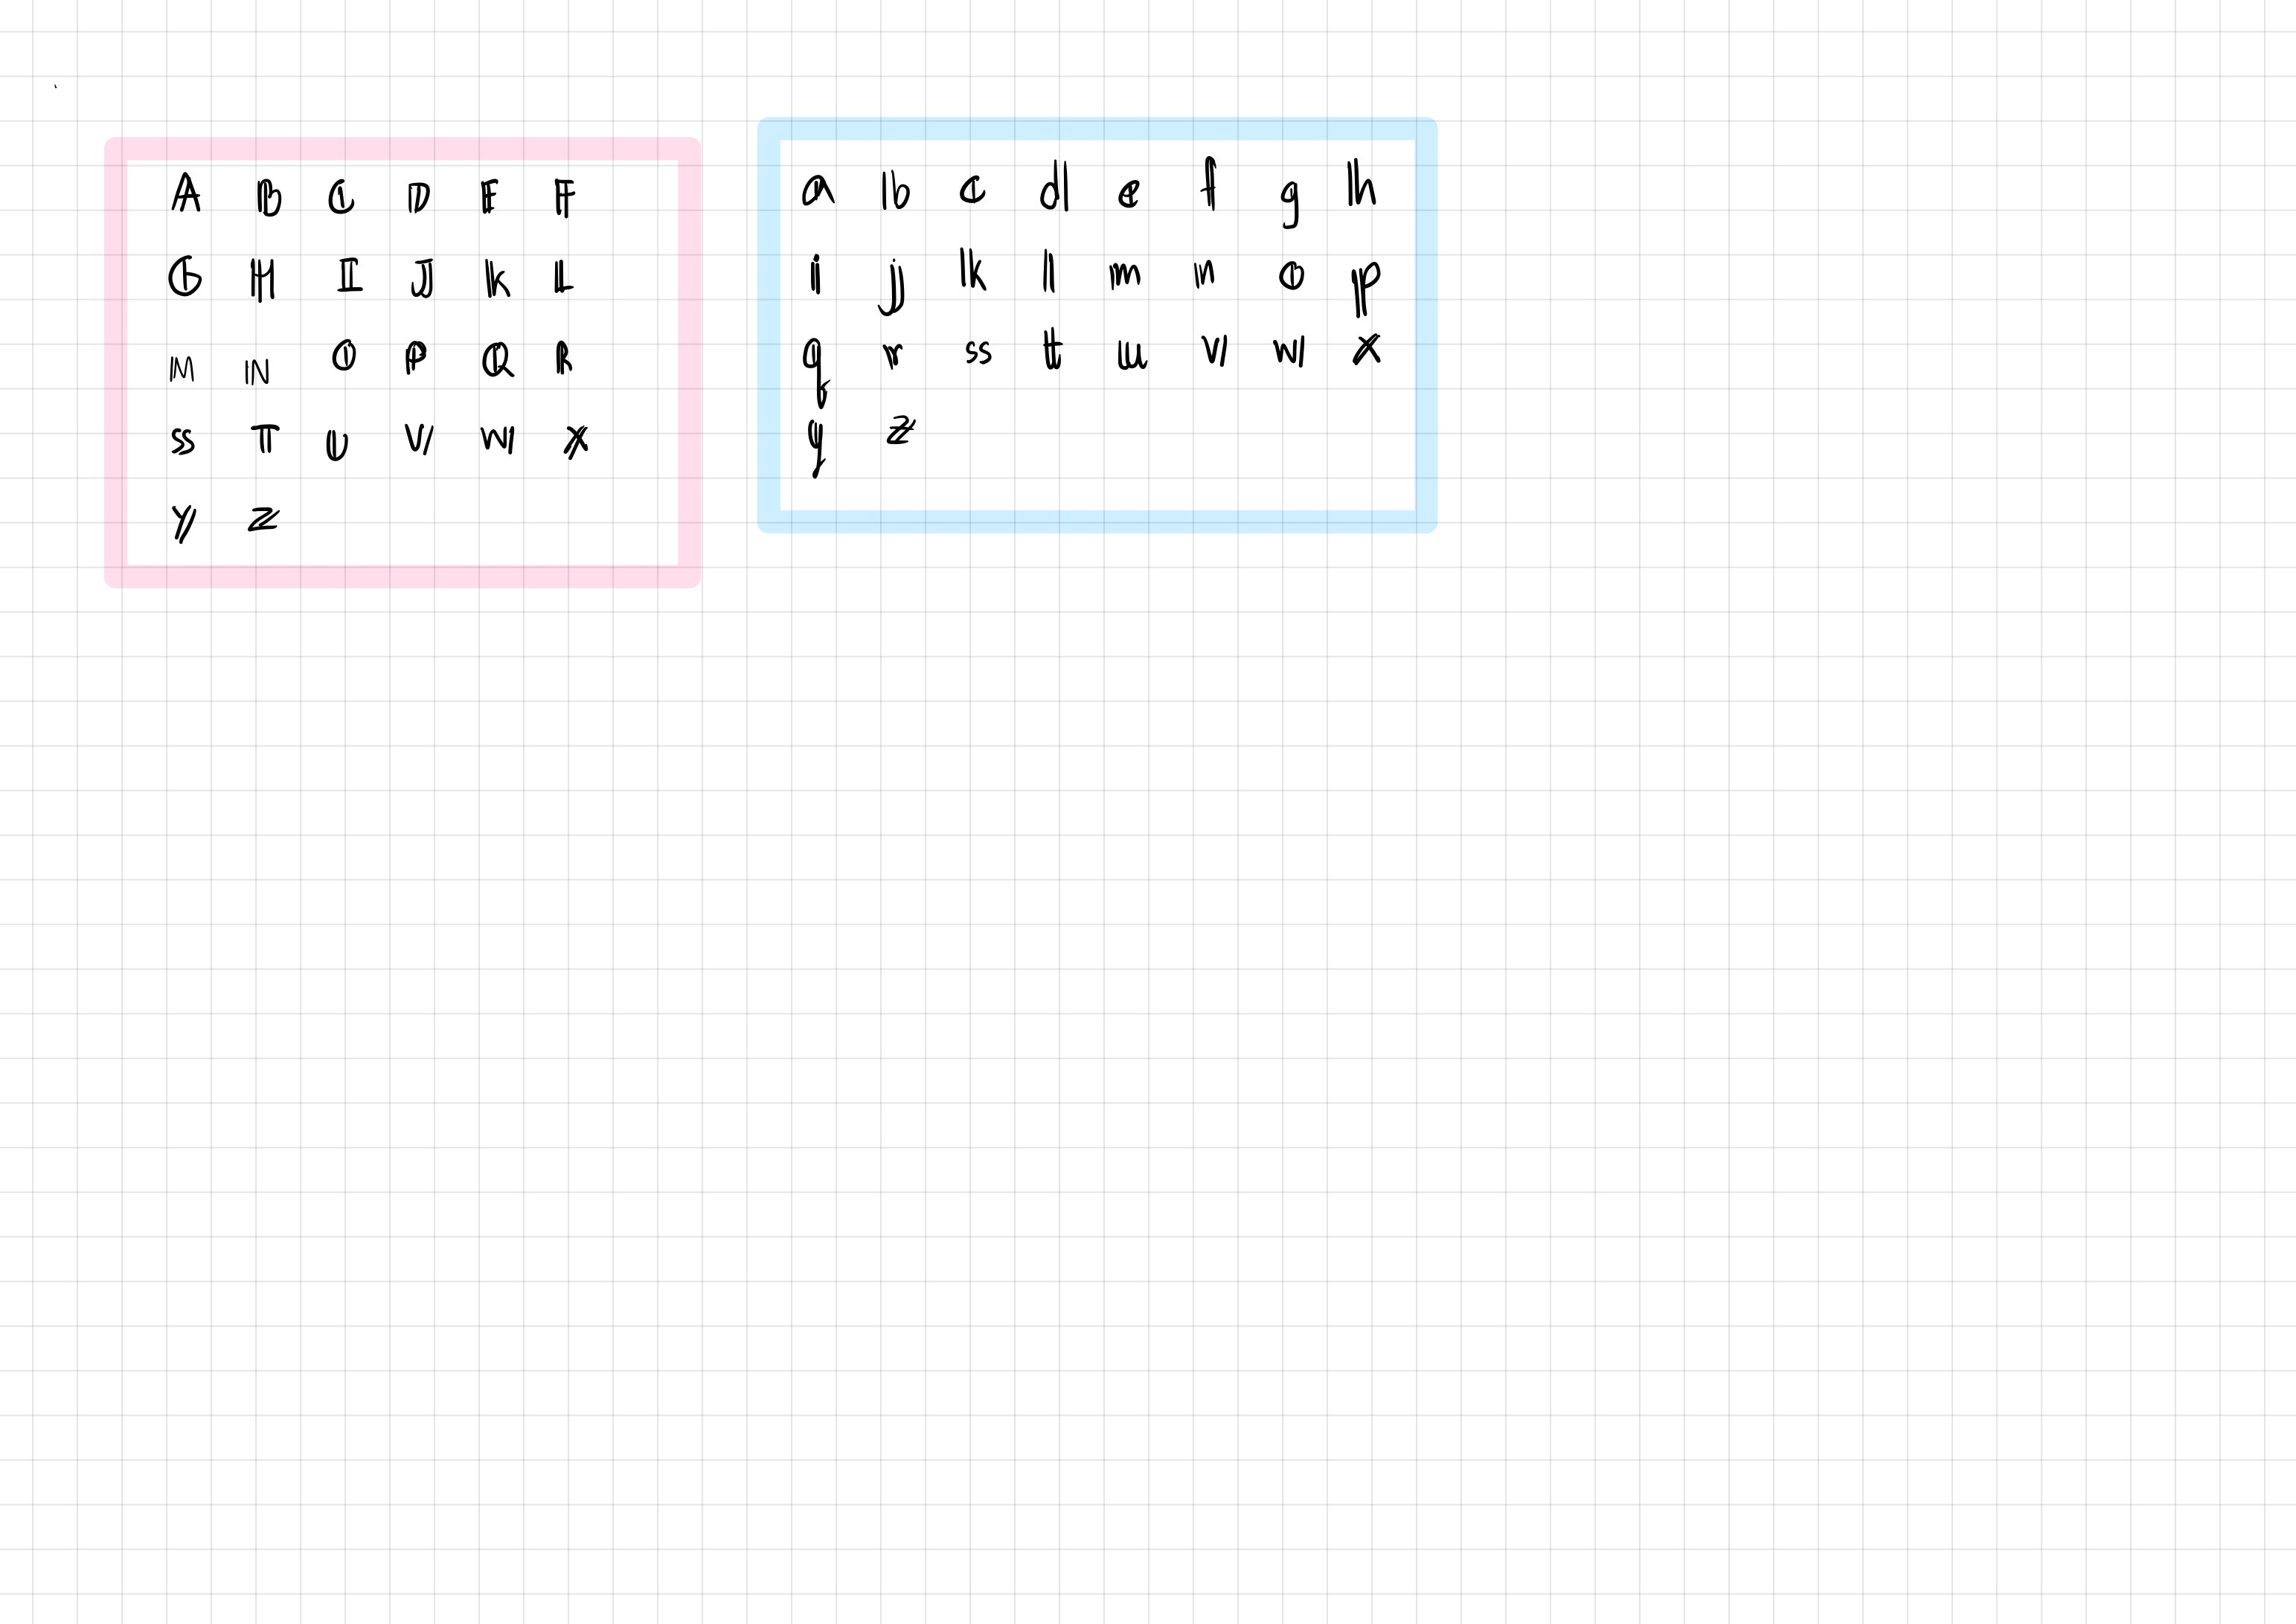 A B C D E F
G H I J K L
M N O P Q R
S T U V W X
Y Z
a b c d e f g h
i j k l m n o p
q r s t u v w x
y z